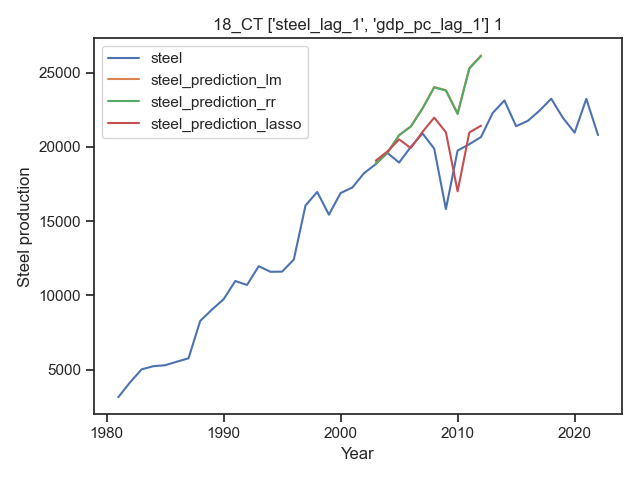 18_CT ['steel_lag_1', 'gdp_pc_lag_1'] 1
steel
steel_prediction_lm
steel_prediction_rr
steel_prediction_lasso
25000
20000
15000
10000
5000
Steel production
1980 1990 2000 2010 2020
Year